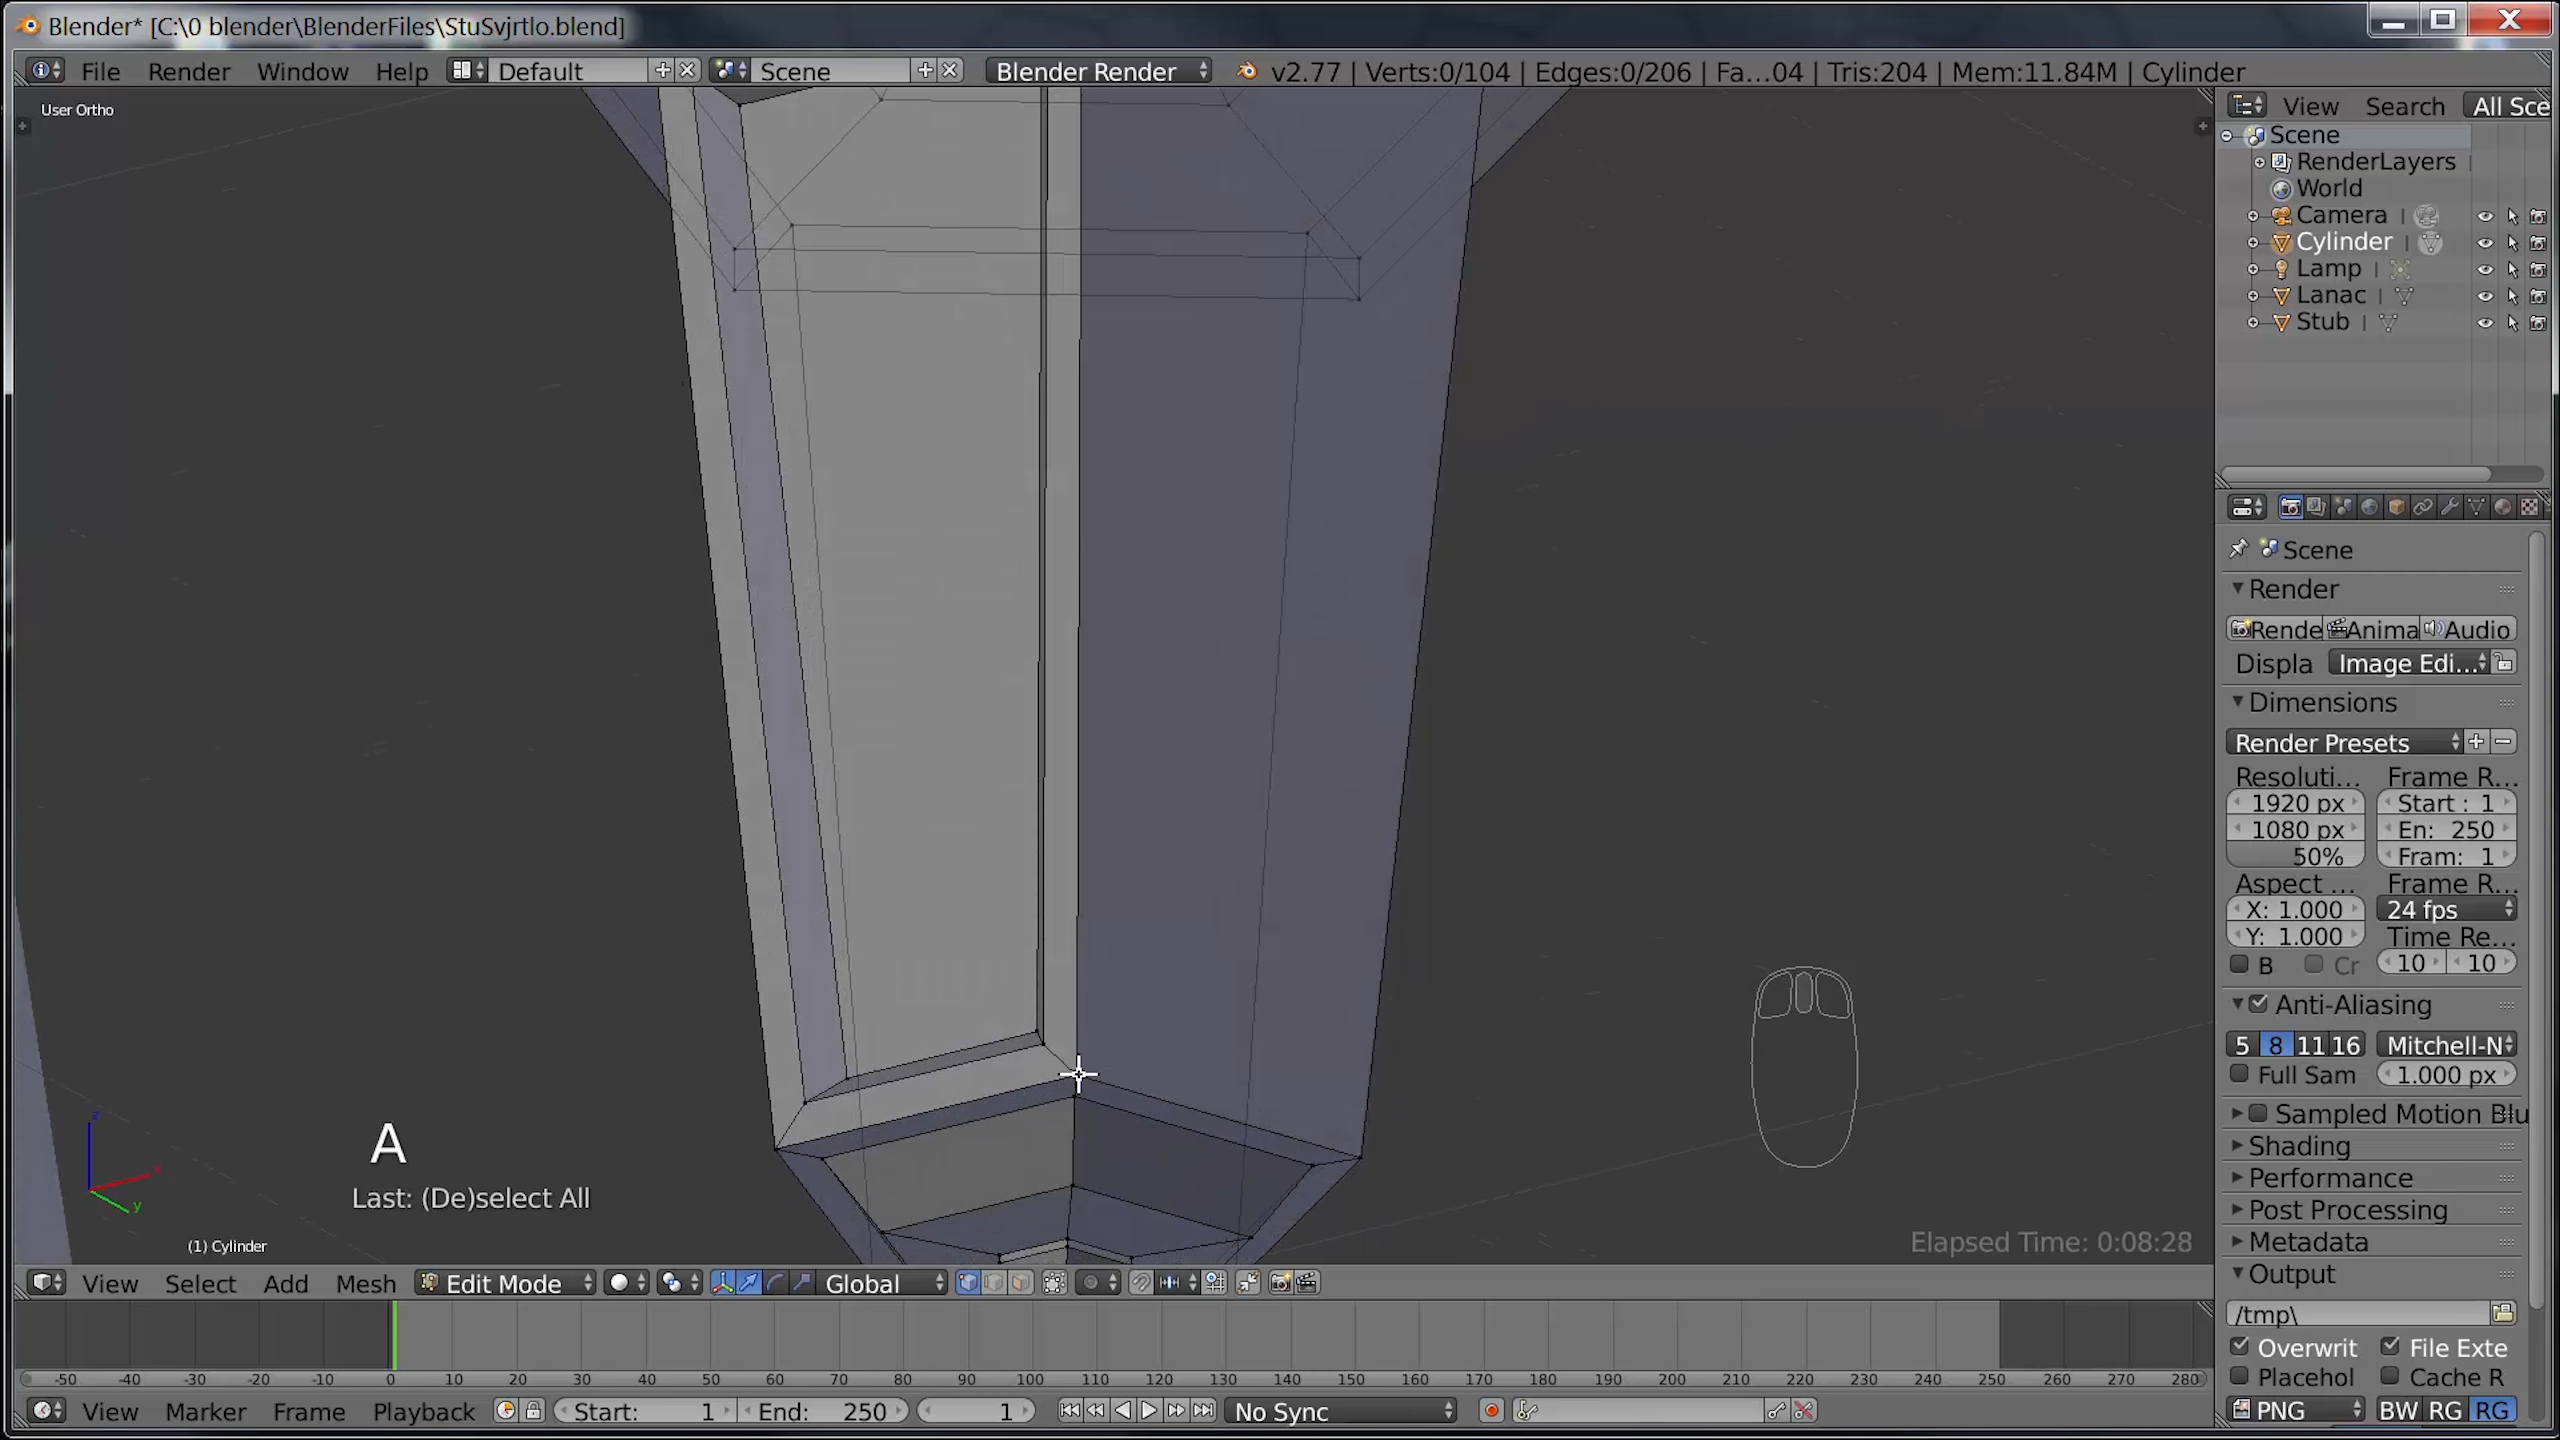 Blender* [C:\0 blender\BlenderFiles\StuSvjrtlo.blend]
File Render Window Help Default Scene Blender Render v2.77 | Verts:0/104 | Edges:0/206 | Fa...04 | Tris:204 | Mem:11.84M | Cylinder
User Ortho
View Search All Sce
Scene
RenderLayers
World
Camera
Cylinder
Lamp
Lanac
Stub
Scene
Render
Rende Anima Audio
Displa Image Edi...
Dimensions
Render Presets
Resoluti... Frame R...
1920 px Start : 1
1080 px En: 250
50% Fram: 1
Aspect ... Frame R...
X: 1.000 24 fps
Y: 1.000 Time Re...
B Cr 10 10
Anti-Aliasing
5 8 11 16 Mitchell-N
Full Sam 1.000 px
Sampled Motion Blu
Shading
Performance
Post Processing
Metadata
Output
/tmp\
Overwrit File Exte
Placehol Cache R
PNG BW RG RG
z
x
y
A
Last: (De)select All
(1) Cylinder
Elapsed Time: 0:08:28
View Select Add Mesh Edit Mode Global
-50 -40 -30 -20 -10 0 10 20 30 40 50 60 70 80 90 100 110 120 130 140 150 160 170 180 190 200 210 220 230 240 250 260 270 280
View Marker Frame Playback Start: 1 End: 250 1 No Sync